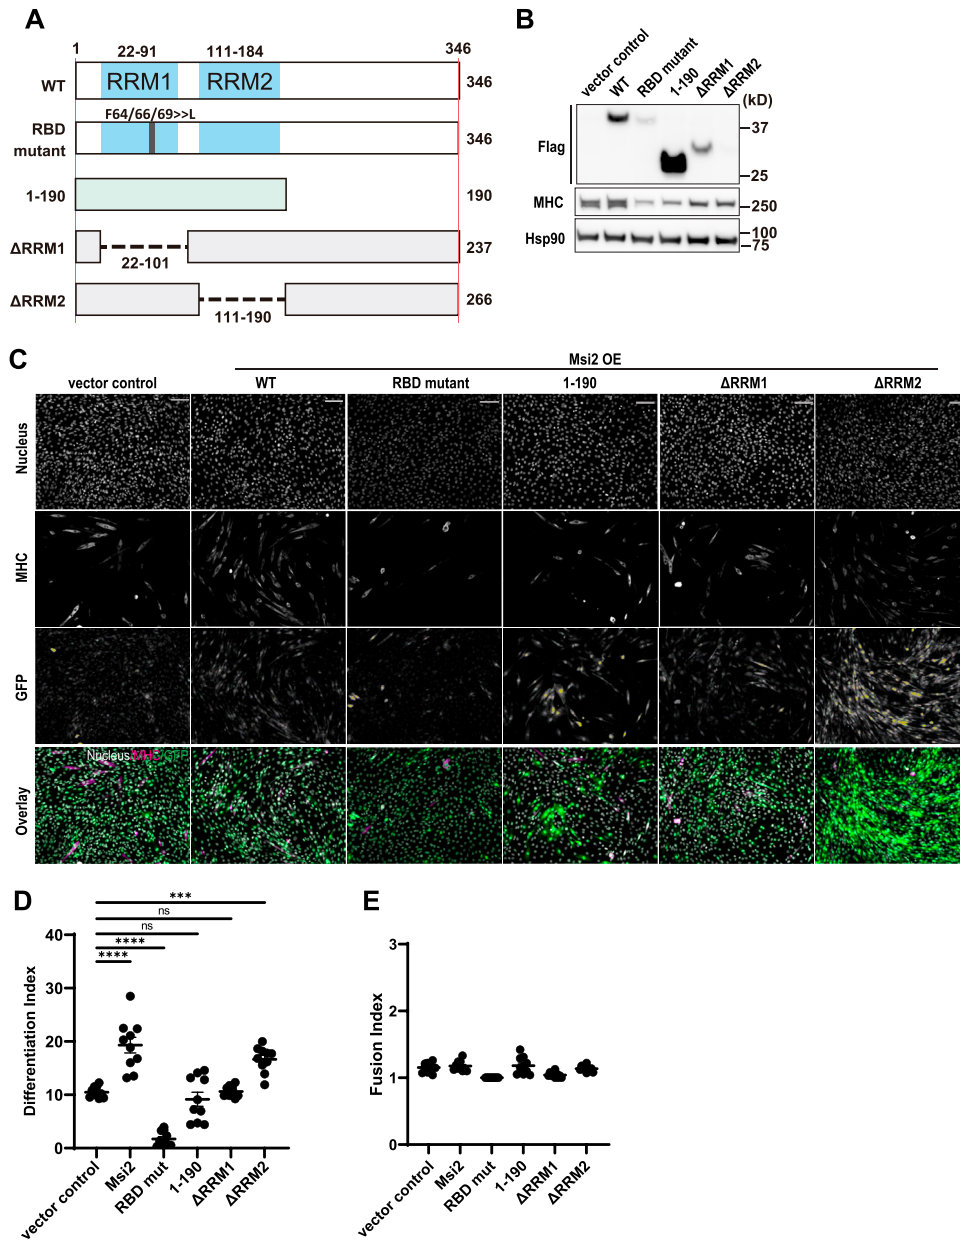 A
1 22-91 111-184 346
WT RRM1 RRM2 346
F64/66/69>>L
RBD
mutant
346
1-190 190
ΔRRM1 237
22-101
ΔRRM2 266
111-190
B
vector control
WT
RBD mutant
1-190
ΔRRM1
ΔRRM2
(kD)
Flag
37
25
MHC 250
Hsp90 100
75
C
Msi2 OE
vector control WT RBD mutant 1-190 ΔRRM1 ΔRRM2
Nucleus
MHC
GFP
Overlay
Nucleus/MHC/GFP
D
***
ns
ns
****
****
Differentiation Index
40
30
20
10
0
vector control
Msi2
RBD mut
1-190
ΔRRM1
ΔRRM2
E
Fusion Index
3
2
1
0
vector control
Msi2
RBD mut
1-190
ΔRRM1
ΔRRM2